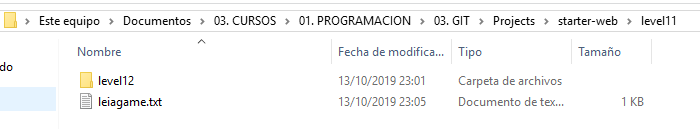 Este equipo > Documentos > 03. CURSOS > 01. PROGRAMACION > 03. GIT > Projects > starter-web > level11
Nombre Fecha de modifica... Tipo Tamaño
do
level12 13/10/2019 23:01 Carpeta de archivos
leiagame.txt 13/10/2019 23:05 Documento de tex... 1 KB